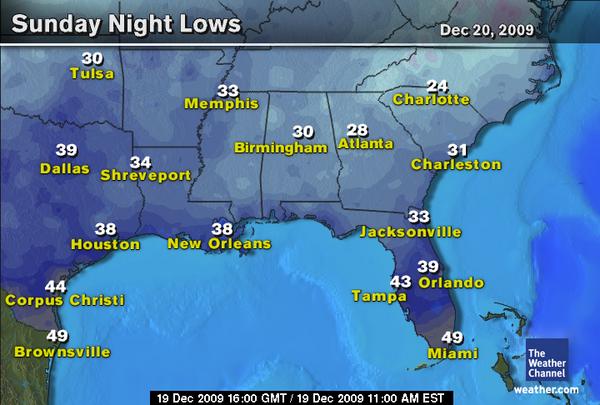 Sunday Night Lows
Dec 20, 2009
30
Tulsa
33
Memphis
24
Charlotte
30
Birmingham
28
Atlanta
39
Dallas
34
Shreveport
31
Charleston
38
Houston
38
New Orleans
33
Jacksonville
39
Orlando
43
Tampa
44
Corpus Christi
49
Brownsville
49
Miami
The
Weather
Channel
weather.com
19 Dec 2009 16:00 GMT / 19 Dec 2009 11:00 AM EST